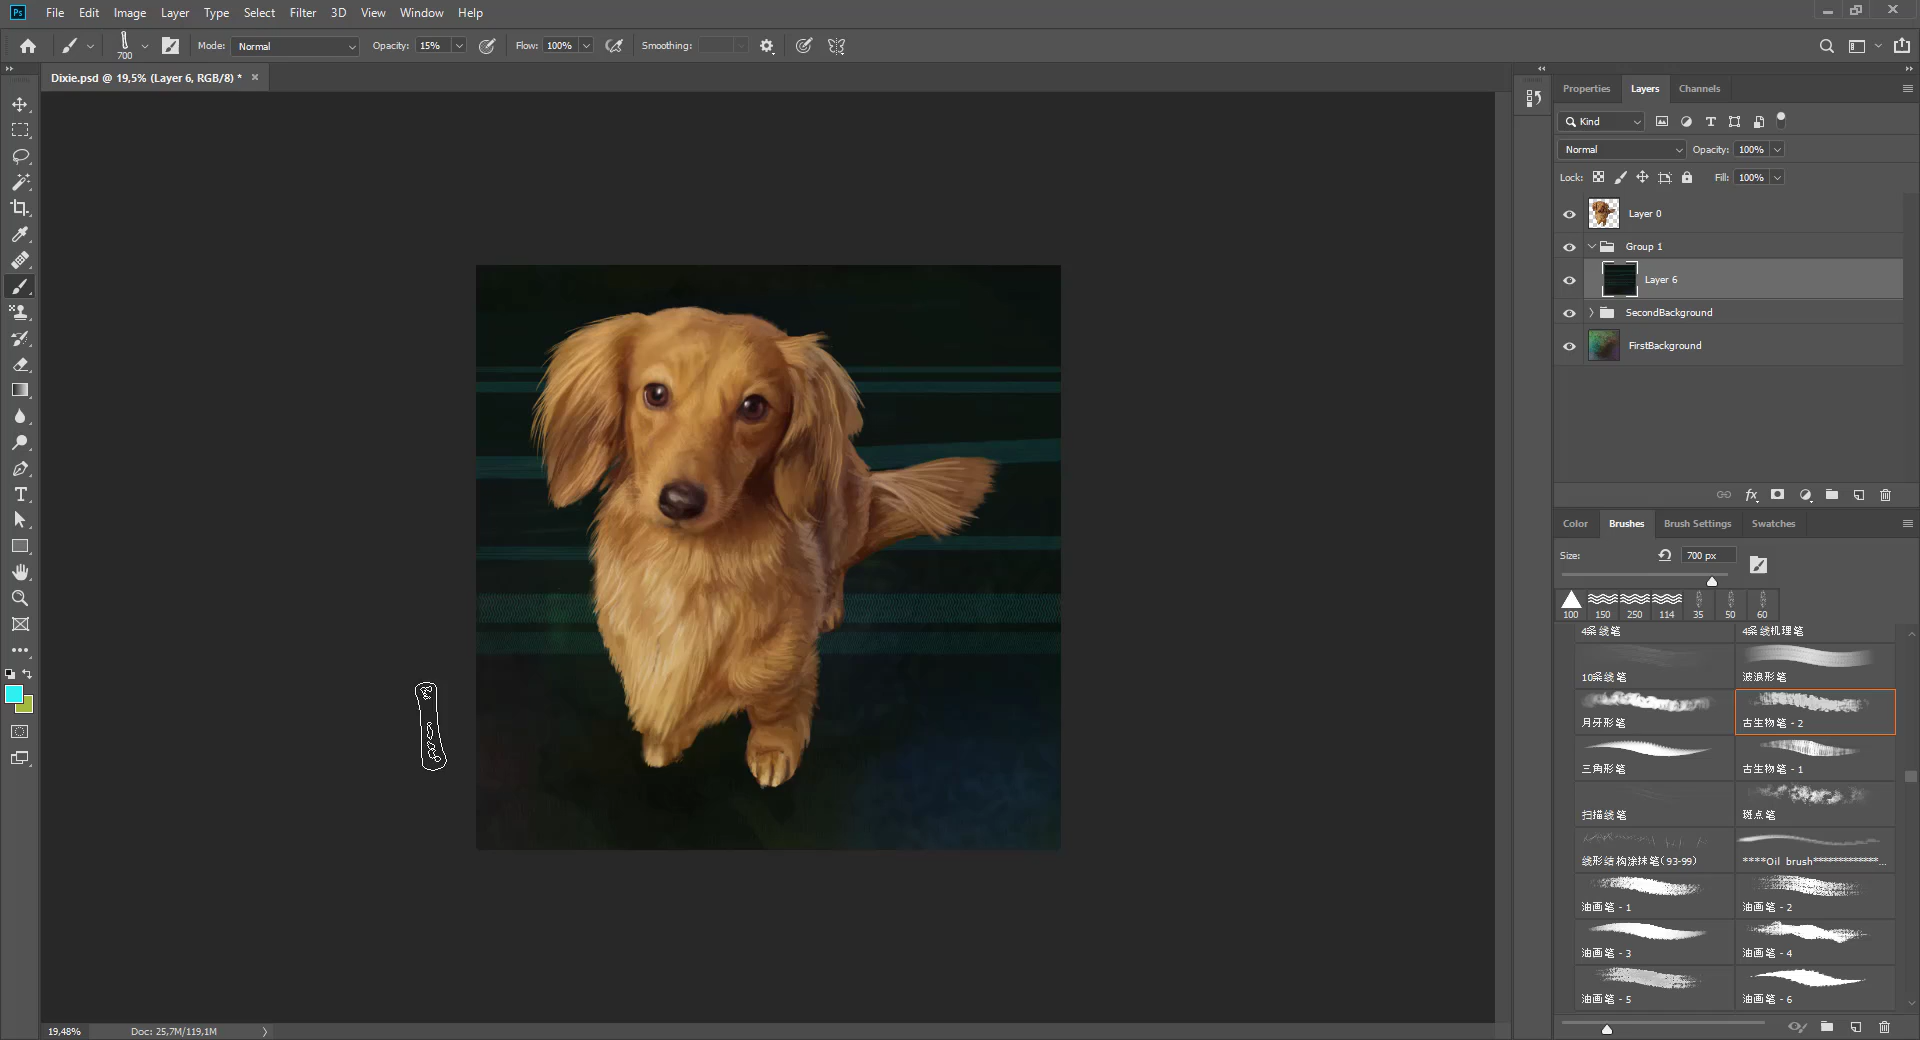 Ps File Edit Image Layer Type Select Filter 3D View Window Help
700 Mode: Normal Opacity: 15% Flow: 100% Smoothing:
Dixie.psd @ 19,5% (Layer 6, RGB/8) * ×
Properties Layers Channels
Kind
Normal Opacity: 100%
Lock: Fill: 100%
Layer 0
Group 1
Layer 6
SecondBackground
FirstBackground
fx
Color Brushes Brush Settings Swatches
Size: 700 px
100 150 250 114 35 50 60
4条线笔 4条线机理笔
10条线笔 波浪形笔
月牙形笔 古生物笔 - 2
三角形笔 古生物笔 - 1
扫描线笔 斑点笔
线形结构涂抹笔(93-99) ****Oil brush*************...
油画笔 - 1 油画笔 - 2
油画笔 - 3 油画笔 - 4
油画笔 - 5 油画笔 - 6
19,48% Doc: 25,7M/119,1M